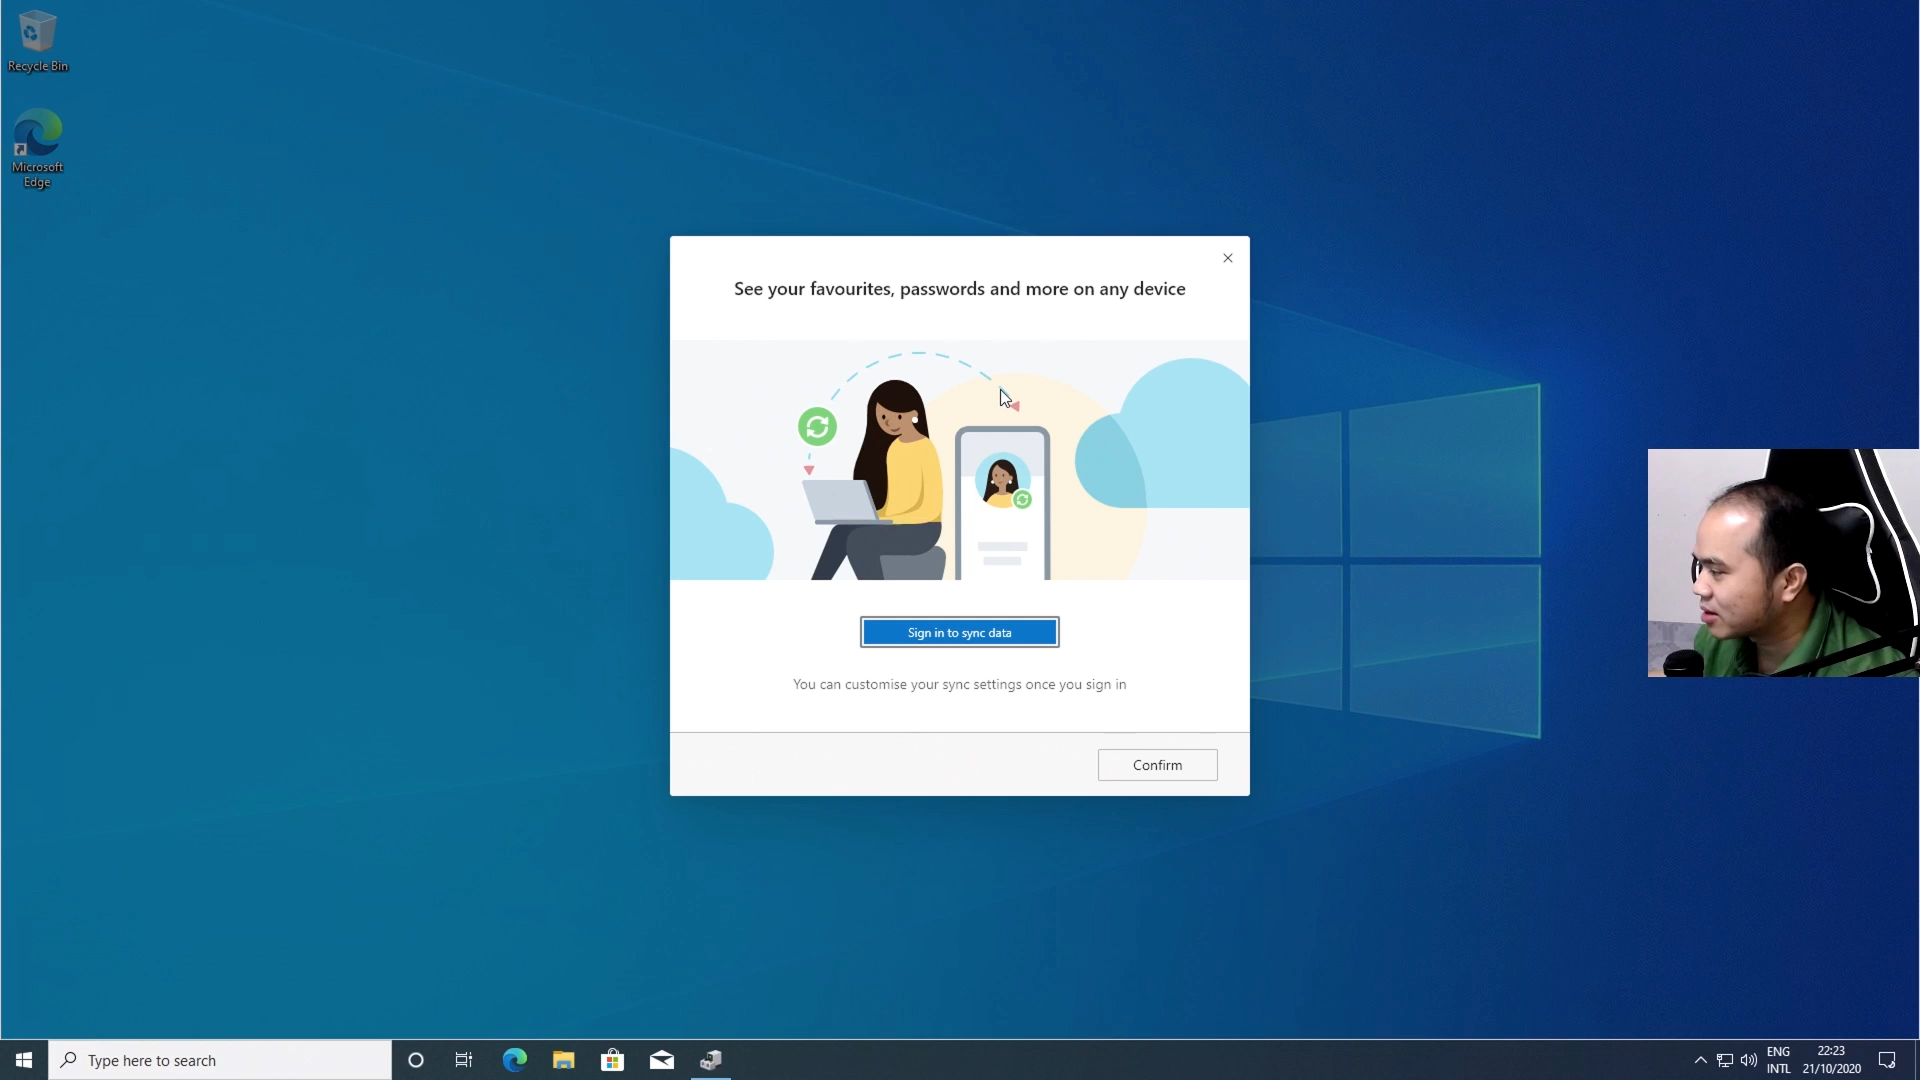 Recycle Bin
Microsoft
Edge
See your favourites, passwords and more on any device
Sign in to sync data
You can customise your sync settings once you sign in
Confirm
Type here to search
ENG
INTL
22:23
21/10/2020